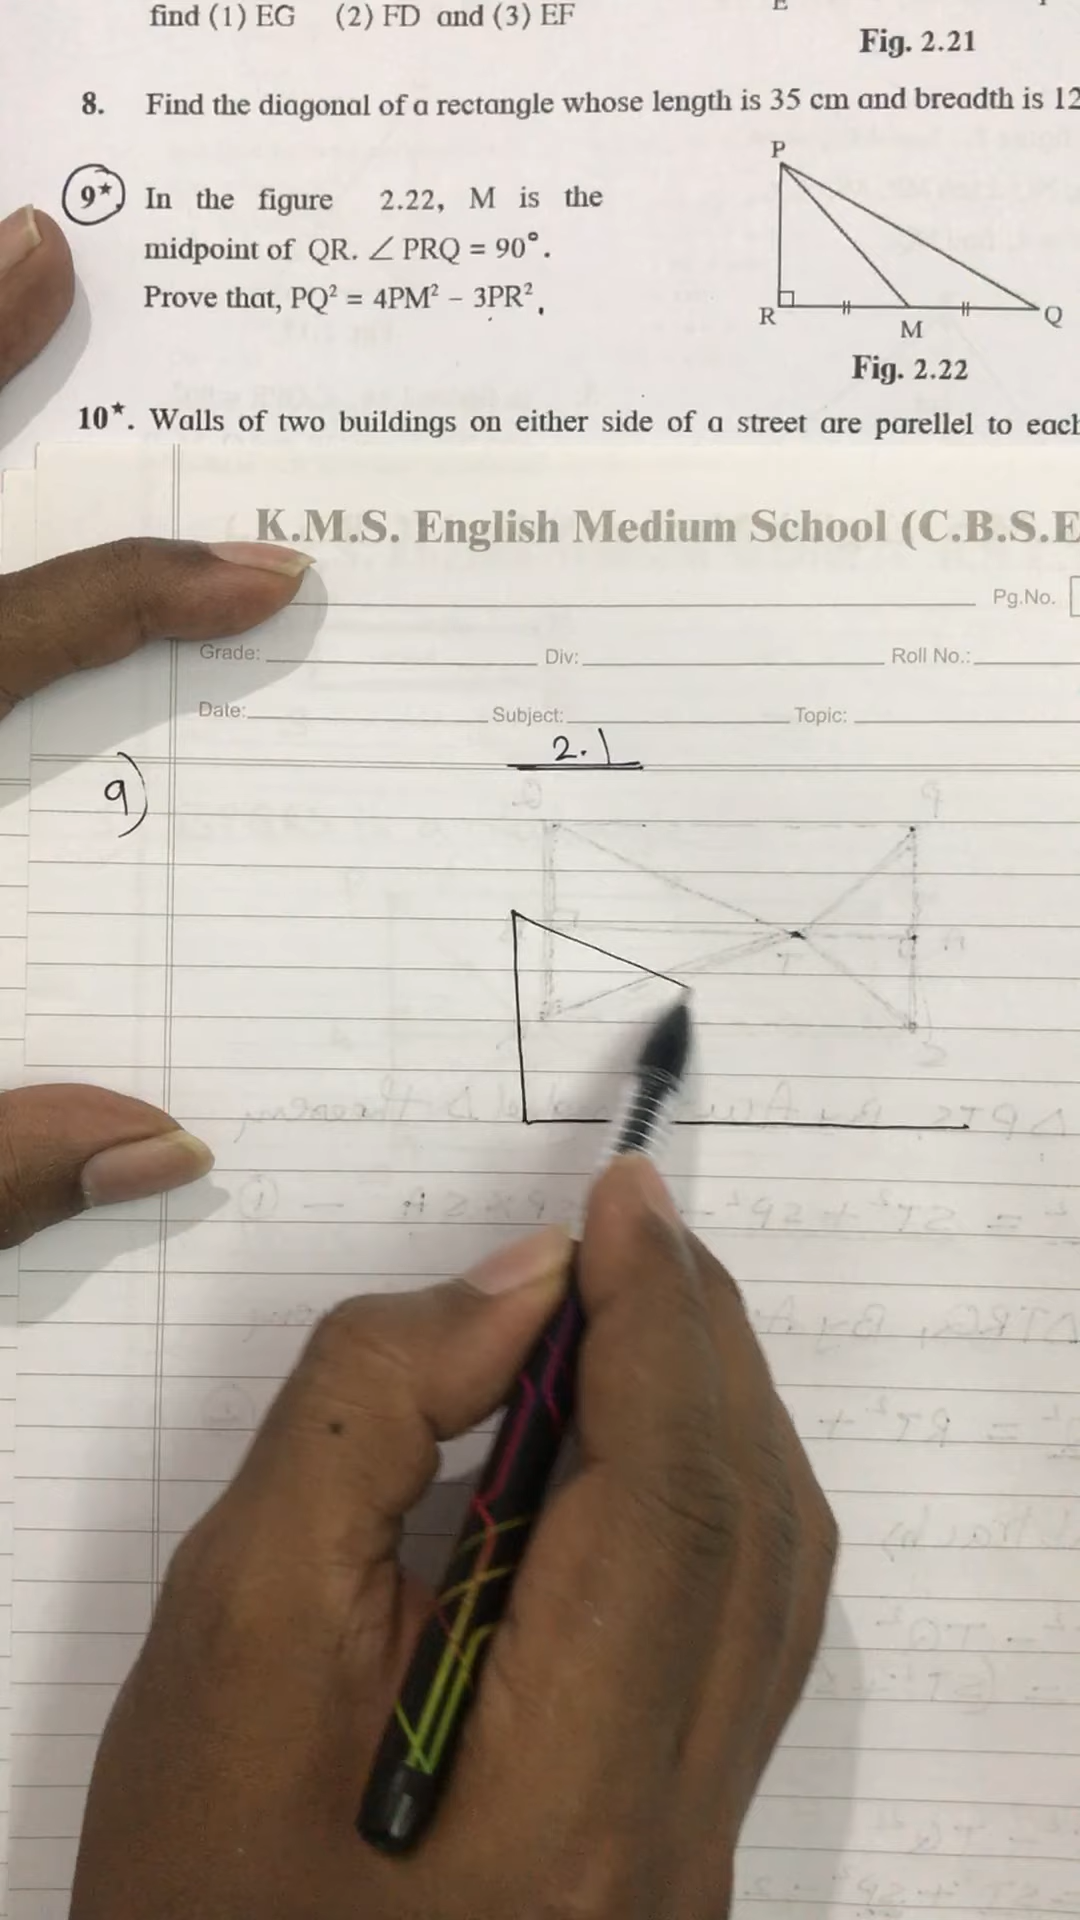 find (1) EG (2) FD and (3) EF
E
Fig. 2.21
8. Find the diagonal of a rectangle whose length is 35 cm and breadth is 12
9*. In the figure 2.22, M is the
midpoint of QR. ∠ PRQ = 90°.
Prove that, PQ² = 4PM² – 3PR².
P
R
M
Q
Fig. 2.22
10*. Walls of two buildings on either side of a street are parellel to each
K.M.S. English Medium School (C.B.S.E
Pg.No.
Grade: Div: Roll No.:
Date: Subject: Topic:
2.1
9)